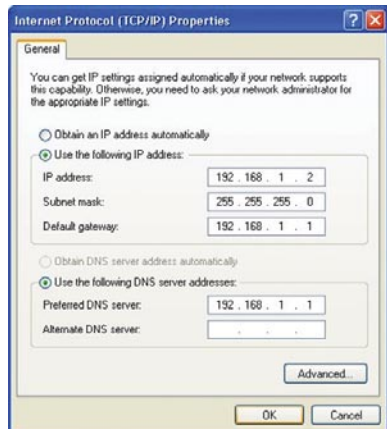 Internet Protocol (TCP/IP) Properties
General
You can get IP settings assigned automatically if your network supports
this capability. Otherwise, you need to ask your network administrator for
the appropriate IP settings.
Obtain an IP address automatically
Use the following IP address:
IP address: 192 . 168 . 1 . 2
Subnet mask: 255 . 255 . 255 . 0
Default gateway: 192 . 168 . 1 . 1
Obtain DNS server address automatically
Use the following DNS server addresses:
Preferred DNS server: 192 . 168 . 1 . 1
Alternate DNS server: . . .
Advanced...
OK Cancel